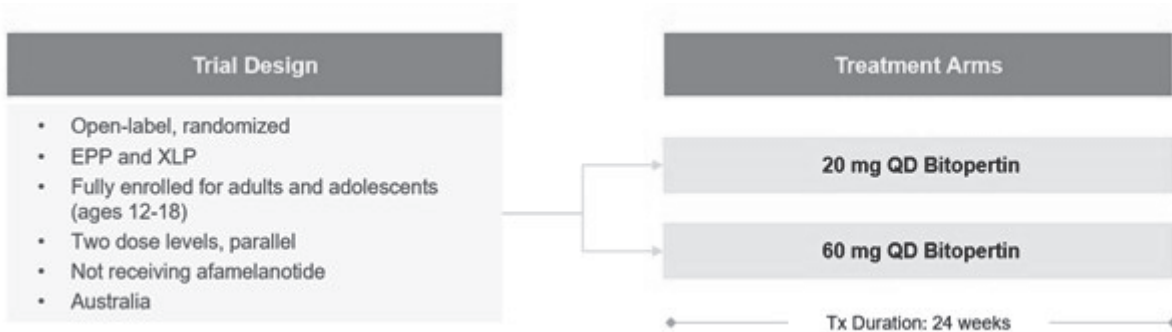 Trial Design
• Open-label, randomized
• EPP and XLP
• Fully enrolled for adults and adolescents
(ages 12-18)
• Two dose levels, parallel
• Not receiving afamelanotide
• Australia
Treatment Arms
20 mg QD Bitopertin
60 mg QD Bitopertin
Tx Duration: 24 weeks